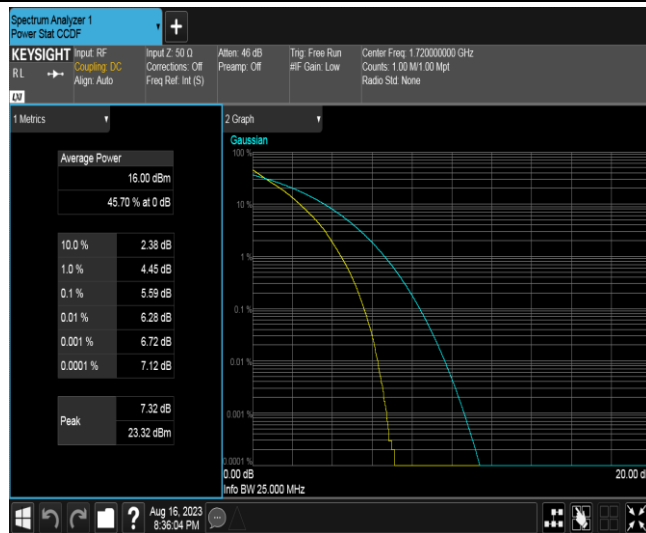 Spectrum Analyzer 1
Power Stat CCDF
+
KEYSIGHT
RL
LXI
Input: RF
Coupling: DC
Align: Auto
Input Z: 50 Ω
Corrections: Off
Freq Ref: Int (S)
Atten: 46 dB
Preamp: Off
Trig: Free Run
#IF Gain: Low
Center Freq: 1.720000000 GHz
Counts: 1.00 M/1.00 Mpt
Radio Std: None
1 Metrics
Average Power
16.00 dBm
45.70 % at 0 dB
10.0 % 2.38 dB
1.0 % 4.45 dB
0.1 % 5.59 dB
0.01 % 6.28 dB
0.001 % 6.72 dB
0.0001 % 7.12 dB
Peak
7.32 dB
23.32 dBm
2 Graph
Gaussian
100 %
10 %
1 %
0.1 %
0.01 %
0.001 %
0.0001 %
0.00 dB
20.00 d
Info BW 25.000 MHz
?
Aug 16, 2023
8:36:04 PM